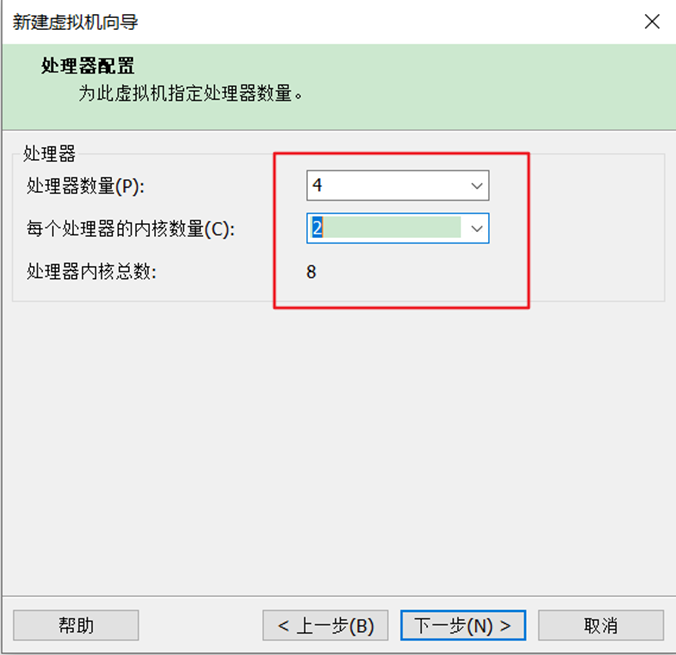 新建虚拟机向导
处理器配置
为此虚拟机指定处理器数量。
处理器
处理器数量(P): 4
每个处理器的内核数量(C): 2
处理器内核总数: 8
帮助 < 上一步(B) 下一步(N) > 取消